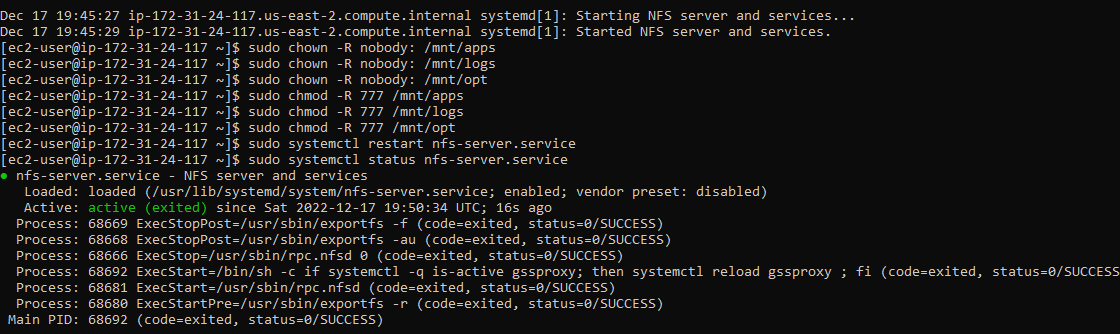 Dec 17 19:45:27 ip-172-31-24-117.us-east-2.compute.internal systemd[1]: Starting NFS server and services...
Dec 17 19:45:29 ip-172-31-24-117.us-east-2.compute.internal systemd[1]: Started NFS server and services.
[ec2-user@ip-172-31-24-117 ~]$ sudo chown -R nobody: /mnt/apps
[ec2-user@ip-172-31-24-117 ~]$ sudo chown -R nobody: /mnt/logs
[ec2-user@ip-172-31-24-117 ~]$ sudo chown -R nobody: /mnt/opt
[ec2-user@ip-172-31-24-117 ~]$ sudo chmod -R 777 /mnt/apps
[ec2-user@ip-172-31-24-117 ~]$ sudo chmod -R 777 /mnt/logs
[ec2-user@ip-172-31-24-117 ~]$ sudo chmod -R 777 /mnt/opt
[ec2-user@ip-172-31-24-117 ~]$ sudo systemctl restart nfs-server.service
[ec2-user@ip-172-31-24-117 ~]$ sudo systemctl status nfs-server.service
● nfs-server.service - NFS server and services
   Loaded: loaded (/usr/lib/systemd/system/nfs-server.service; enabled; vendor preset: disabled)
   Active: active (exited) since Sat 2022-12-17 19:50:34 UTC; 16s ago
  Process: 68669 ExecStopPost=/usr/sbin/exportfs -f (code=exited, status=0/SUCCESS)
  Process: 68668 ExecStopPost=/usr/sbin/exportfs -au (code=exited, status=0/SUCCESS)
  Process: 68666 ExecStop=/usr/sbin/rpc.nfsd 0 (code=exited, status=0/SUCCESS)
  Process: 68692 ExecStart=/bin/sh -c if systemctl -q is-active gssproxy; then systemctl reload gssproxy ; fi (code=exited, status=0/SUCCESS
  Process: 68681 ExecStart=/usr/sbin/rpc.nfsd (code=exited, status=0/SUCCESS)
  Process: 68680 ExecStartPre=/usr/sbin/exportfs -r (code=exited, status=0/SUCCESS)
 Main PID: 68692 (code=exited, status=0/SUCCESS)